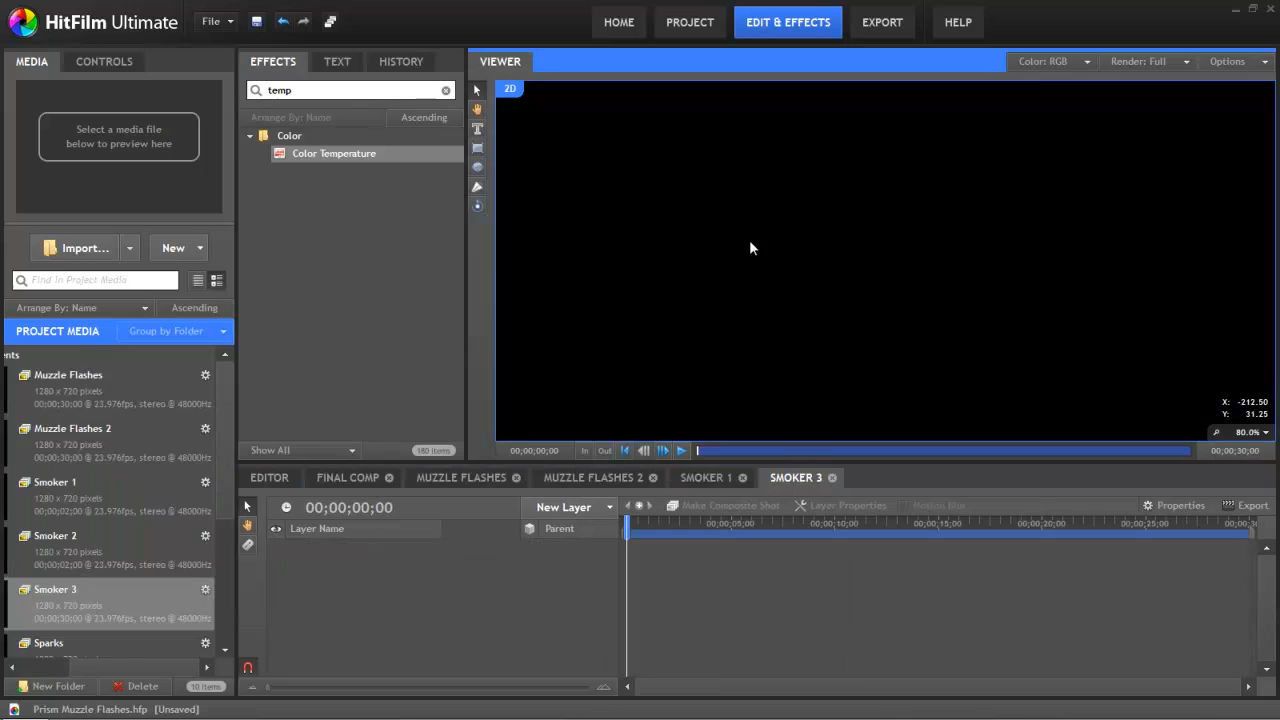 HitFilm Ultimate
File
HOME
PROJECT
EDIT & EFFECTS
EXPORT
HELP
MEDIA
CONTROLS
EFFECTS
TEXT
HISTORY
VIEWER
Color: RGB
Render: Full
Options
temp
2D
Select a media file
below to preview here
Arrange By: Name
Ascending
Color
Color Temperature
Import...
New
Find in Project Media
Arrange By: Name
Ascending
PROJECT MEDIA
Group by Folder
ents
Muzzle Flashes
1280 x 720 pixels
00;00;30;00 @ 23.976fps, stereo @ 48000Hz
Muzzle Flashes 2
1280 x 720 pixels
00;00;30;00 @ 23.976fps, stereo @ 48000Hz
Smoker 1
1280 x 720 pixels
00;00;02;00 @ 23.976fps, stereo @ 48000Hz
Smoker 2
1280 x 720 pixels
00;00;02;00 @ 23.976fps, stereo @ 48000Hz
Smoker 3
1280 x 720 pixels
00;00;30;00 @ 23.976fps, stereo @ 48000Hz
Sparks
New Folder
Delete
10 items
Show All
180 items
X: -212.50
Y: 31.25
80.0%
00;00;00;00
In
Out
00;00;30;00
EDITOR
FINAL COMP
MUZZLE FLASHES
MUZZLE FLASHES 2
SMOKER 1
SMOKER 3
00;00;00;00
New Layer
Make Composite Shot
Layer Properties
Motion Blur
Properties
Export
Layer Name
Parent
00;00;05;00
00;00;10;00
00;00;15;00
00;00;20;00
00;00;25;00
Prism Muzzle Flashes.hfp [Unsaved]